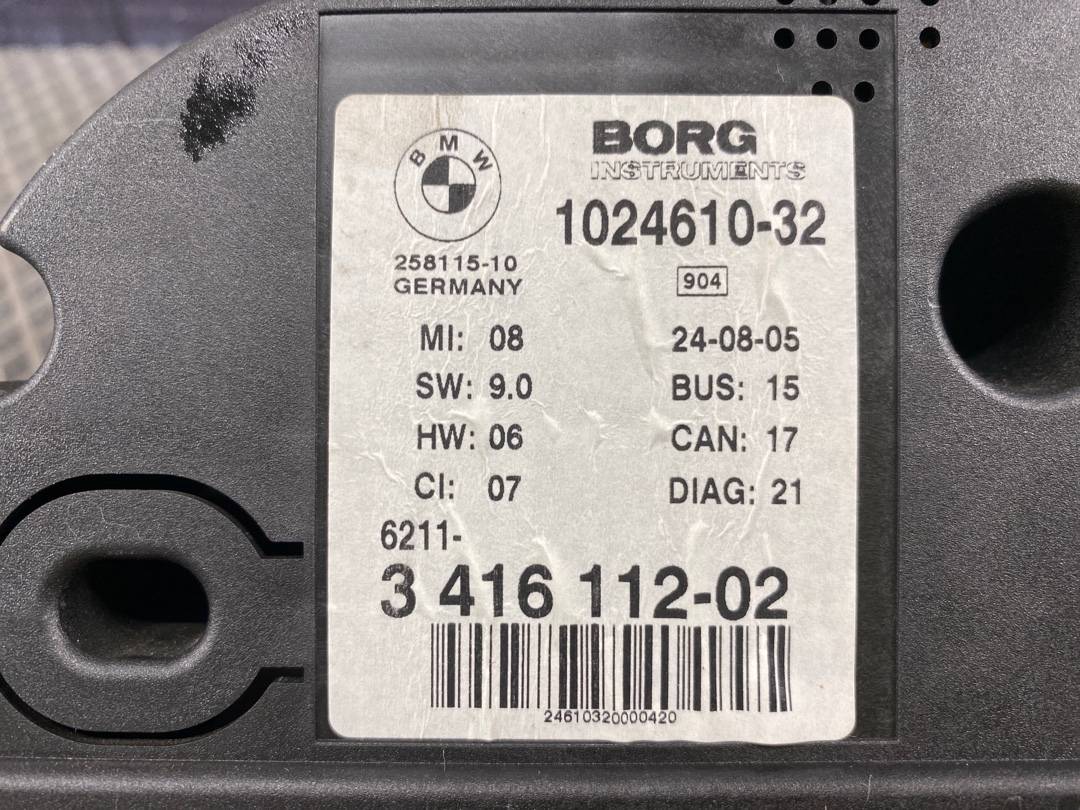 BMW
BORG
INSTRUMENTS
1024610-32
258115-10
GERMANY
904
MI: 08
24-08-05
SW: 9.0
BUS: 15
HW: 06
CAN: 17
CI: 07
DIAG: 21
6211-
3 416 112-02
24610320000420